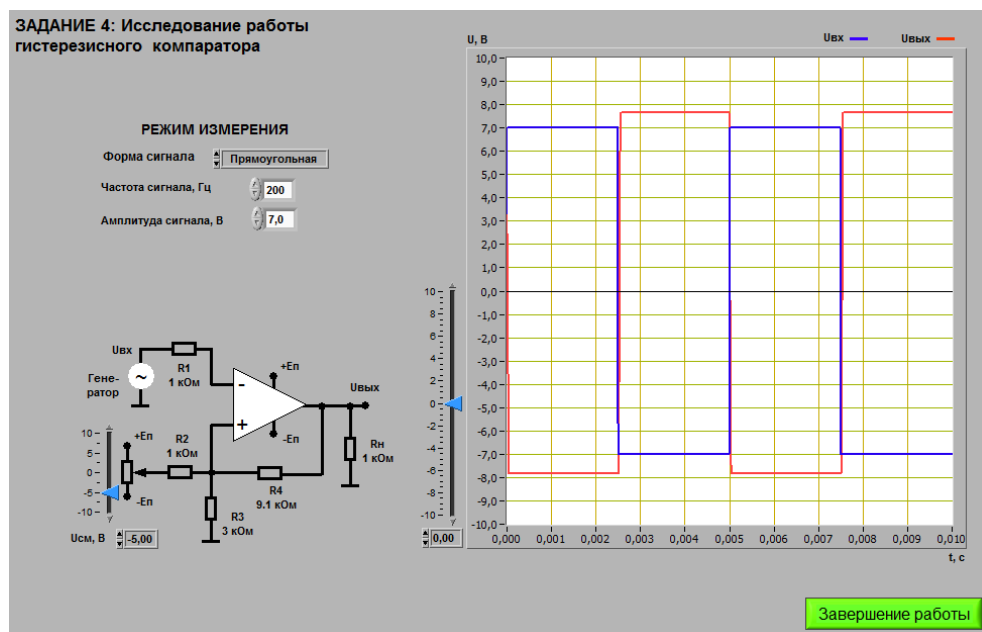 ЗАДАНИЕ 4: Исследование работы
гистерезисного компаратора
РЕЖИМ ИЗМЕРЕНИЯ
Форма сигнала Прямоугольная
Частота сигнала, Гц 200
Амплитуда сигнала, В 7,0
U, В
Uвх
Uвых
10,0
9,0
8,0
7,0
6,0
5,0
4,0
3,0
2,0
1,0
0,0
-1,0
-2,0
-3,0
-4,0
-5,0
-6,0
-7,0
-8,0
-9,0
-10,0
0,000 0,001 0,002 0,003 0,004 0,005 0,006 0,007 0,008 0,009 0,010
t, с
10
8
6
4
2
0
-2
-4
-6
-8
-10
0,00
Uвх
Гене-
ратор
~
R1
1 кОм
+Еп
-
+
-Еп
Uвых
Rн
1 кОм
10
5
0
-5
-10
+Еп
-Еп
R2
1 кОм
R4
9.1 кОм
R3
3 кОм
Uсм, В -5,00
Завершение работы